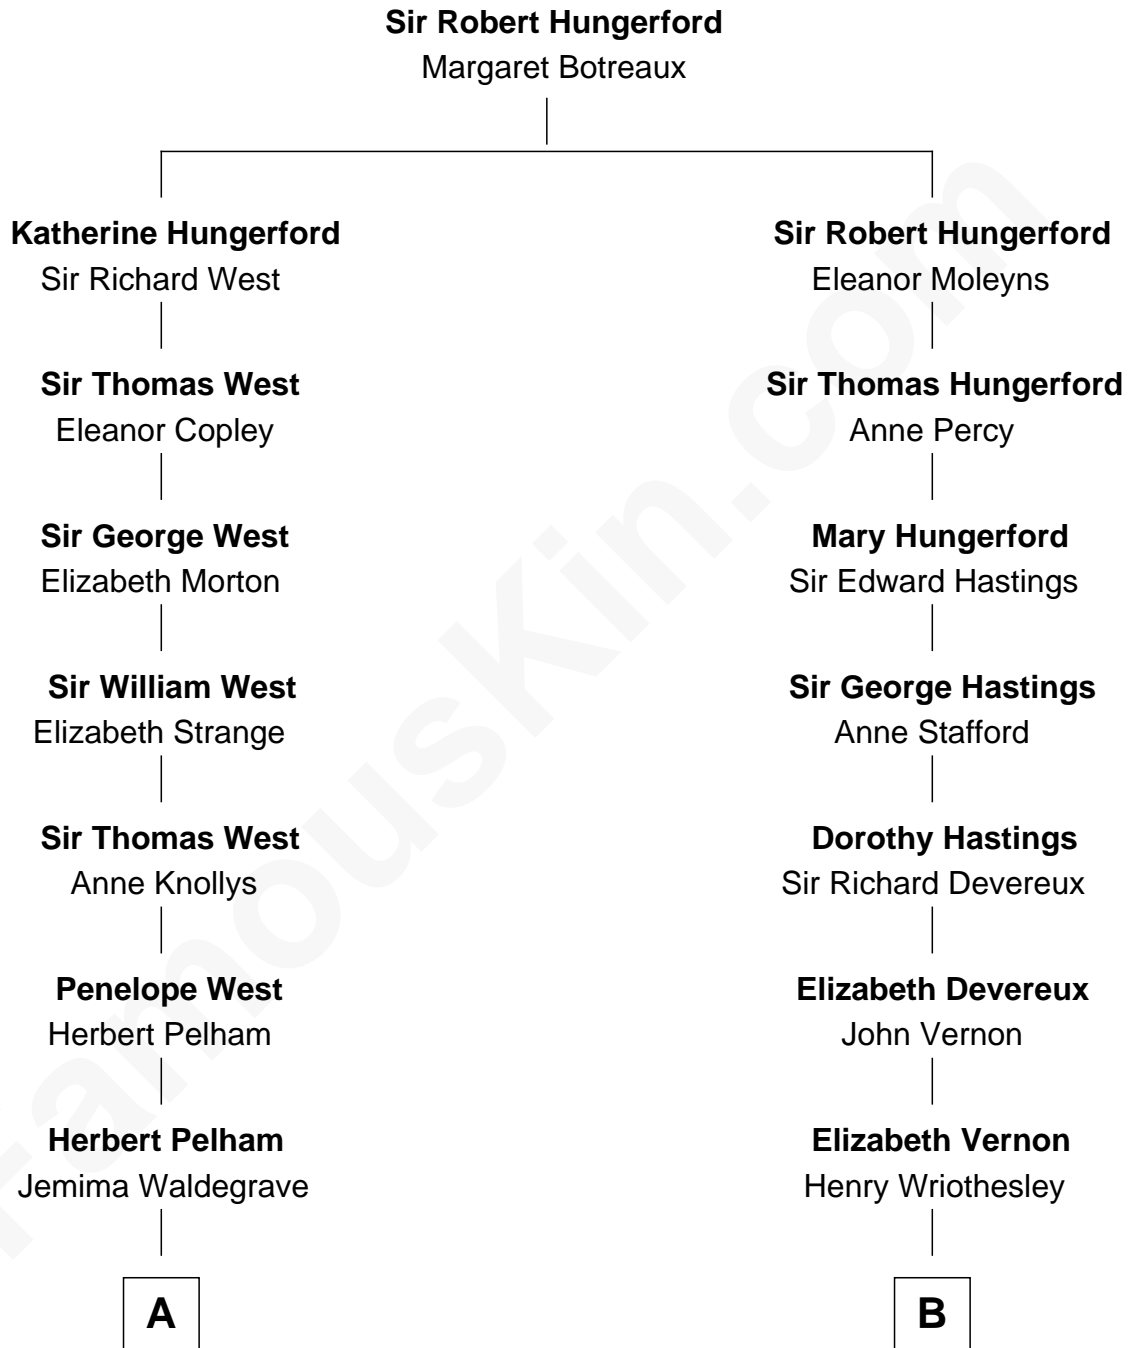 Sir Robert Hungerford
Margaret Botreaux
Katherine Hungerford
Sir Richard West
Sir Robert Hungerford
Eleanor Moleyns
Sir Thomas West
Eleanor Copley
Sir Thomas Hungerford
Anne Percy
Sir George West
Elizabeth Morton
Mary Hungerford
Sir Edward Hastings
Sir William West
Elizabeth Strange
Sir George Hastings
Anne Stafford
Sir Thomas West
Anne Knollys
Dorothy Hastings
Sir Richard Devereux
Penelope West
Herbert Pelham
Elizabeth Devereux
John Vernon
Herbert Pelham
Jemima Waldegrave
Elizabeth Vernon
Henry Wriothesley
A
B
FamousKin.com